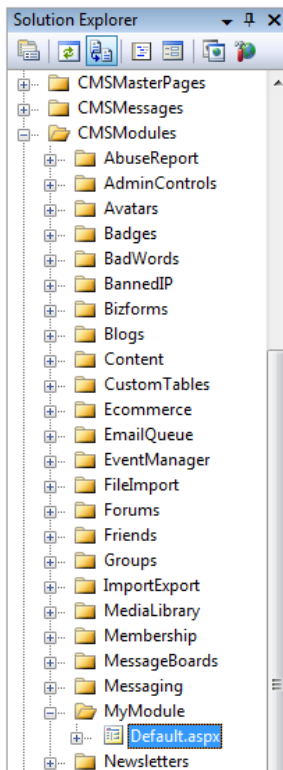 Solution Explorer
CMSMasterPages
CMSMessages
CMSModules
AbuseReport
AdminControls
Avatars
Badges
BadWords
BannedIP
Bizforms
Blogs
Content
CustomTables
Ecommerce
EmailQueue
EventManager
FileImport
Forums
Friends
Groups
ImportExport
MediaLibrary
Membership
MessageBoards
Messaging
MyModule
Default.aspx
Newsletters